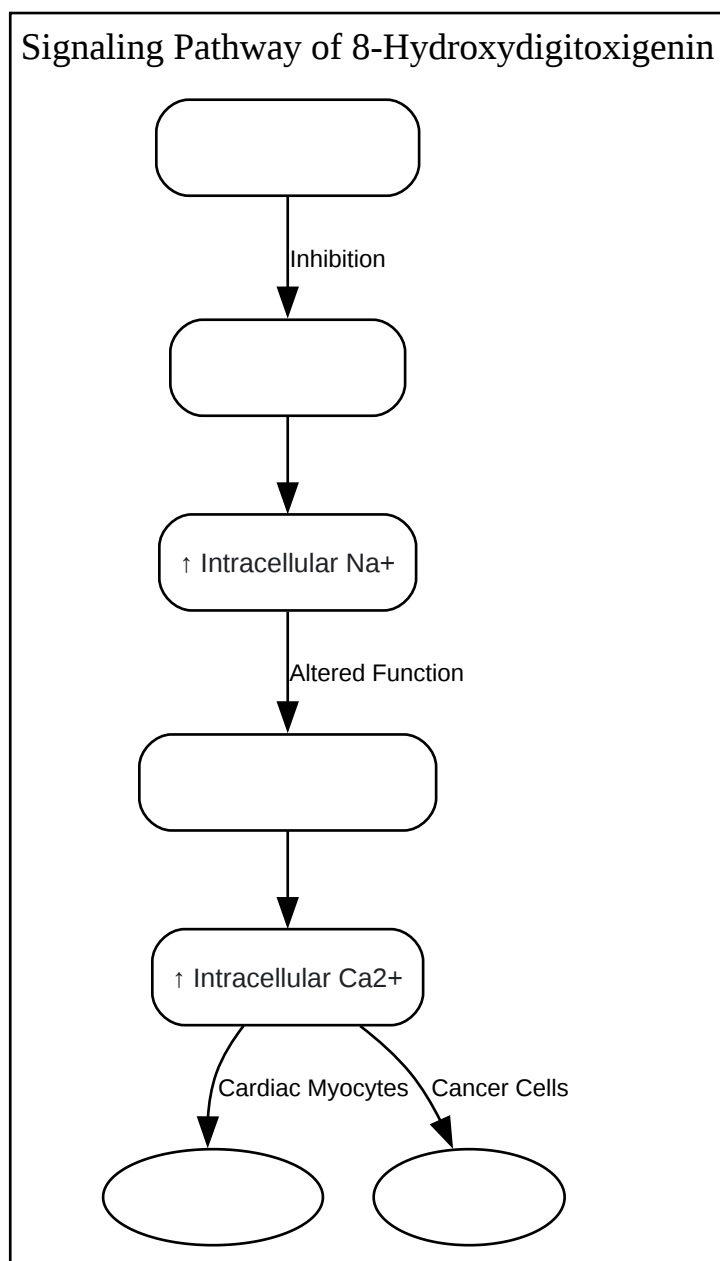 Signaling Pathway of 8-Hydroxydigitoxigenin
Inhibition
↑ Intracellular Na+
Altered Function
↑ Intracellular Ca2+
Cardiac Myocytes
Cancer Cells